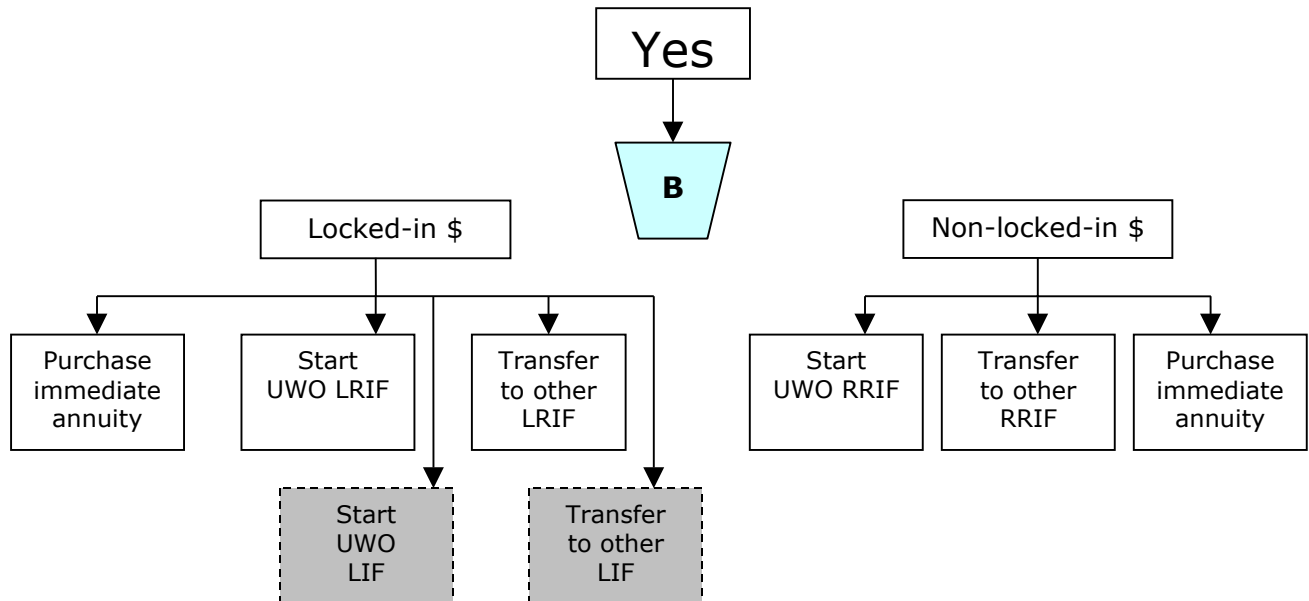 Yes
B
Locked-in $
Non-locked-in $
Purchase
immediate
annuity
Start
UWO LRIF
Transfer
to other
LRIF
Start
UWO RRIF
Transfer
to other
RRIF
Purchase
immediate
annuity
Start
UWO
LIF
Transfer
to other
LIF